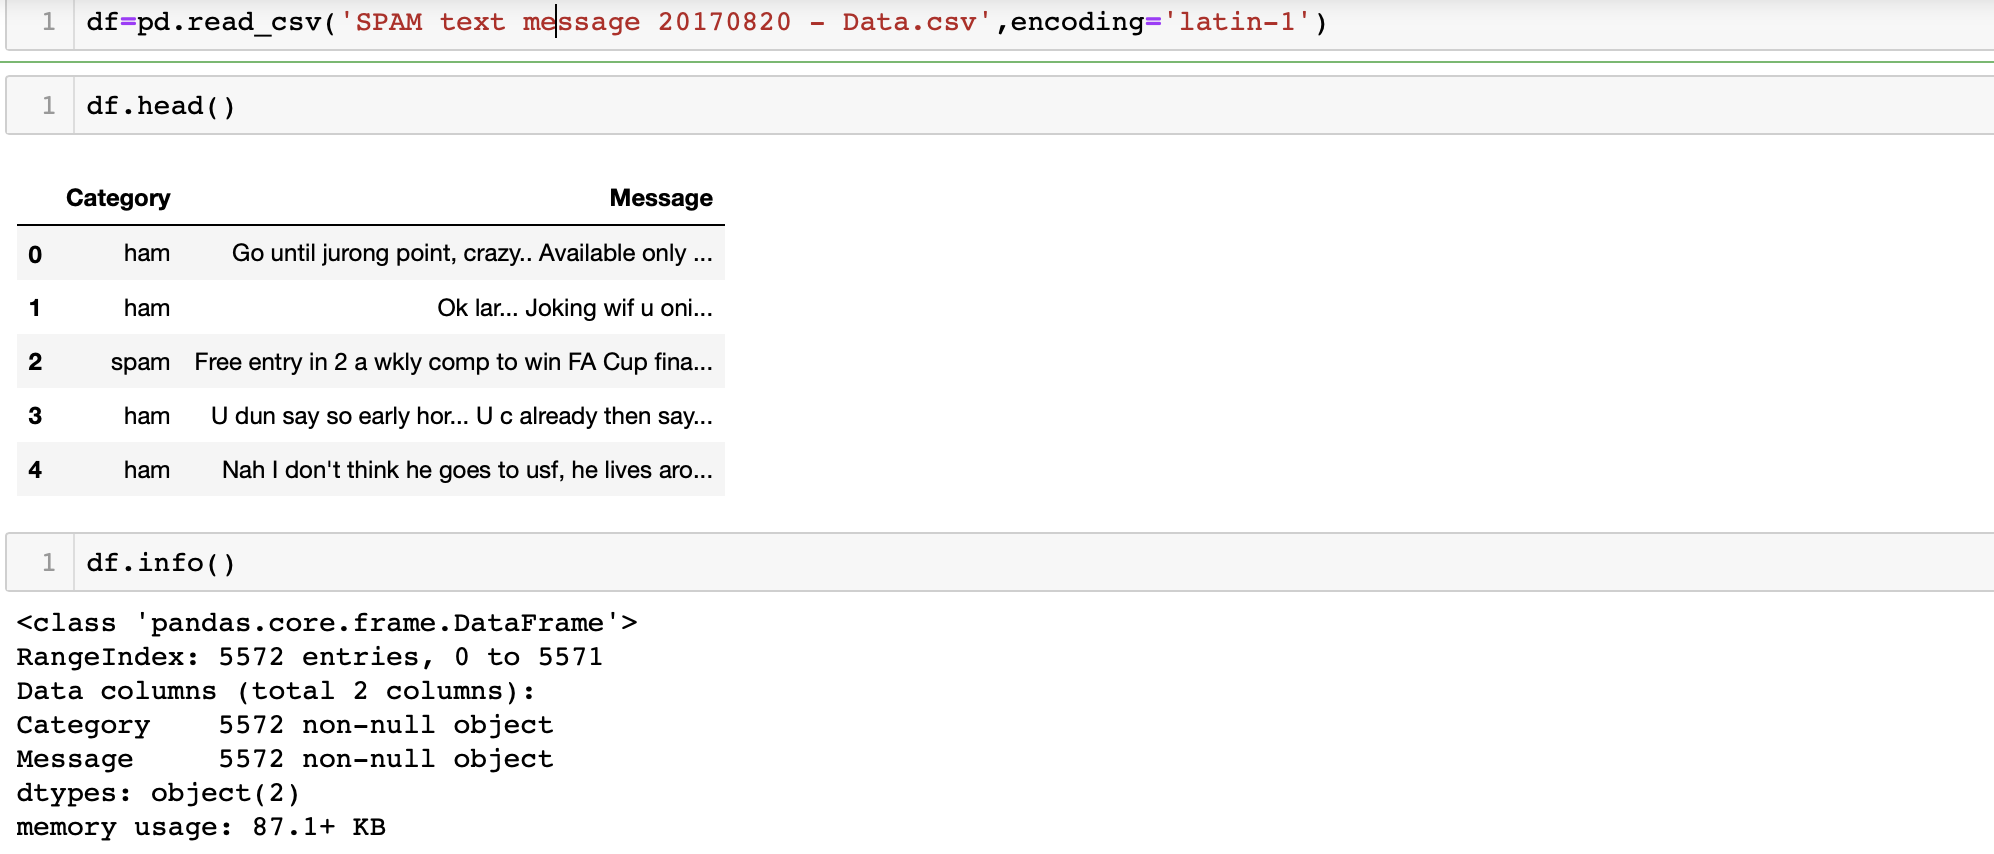 1 df=pd.read_csv('SPAM text message 20170820 - Data.csv',encoding='latin-1')
1 df.head()
Category Message
0 ham Go until jurong point, crazy.. Available only ...
1 ham Ok lar... Joking wif u oni...
2 spam Free entry in 2 a wkly comp to win FA Cup fina...
3 ham U dun say so early hor... U c already then say...
4 ham Nah I don't think he goes to usf, he lives aro...
1 df.info()
<class 'pandas.core.frame.DataFrame'>
RangeIndex: 5572 entries, 0 to 5571
Data columns (total 2 columns):
Category    5572 non-null object
Message     5572 non-null object
dtypes: object(2)
memory usage: 87.1+ KB